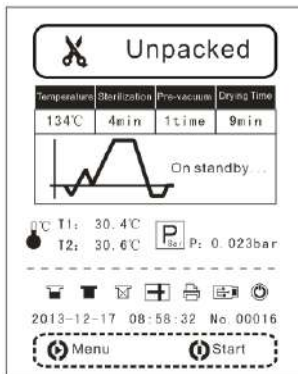 Unpacked
Temperature Sterilization Pre-vacuum Drying Time
134℃ 4min 1time 9min
On standby...
℃ T1: 30.4℃
T2: 30.6℃
P Bar P: 0.023bar
2013-12-17 08:58:32 No.00016
Menu Start